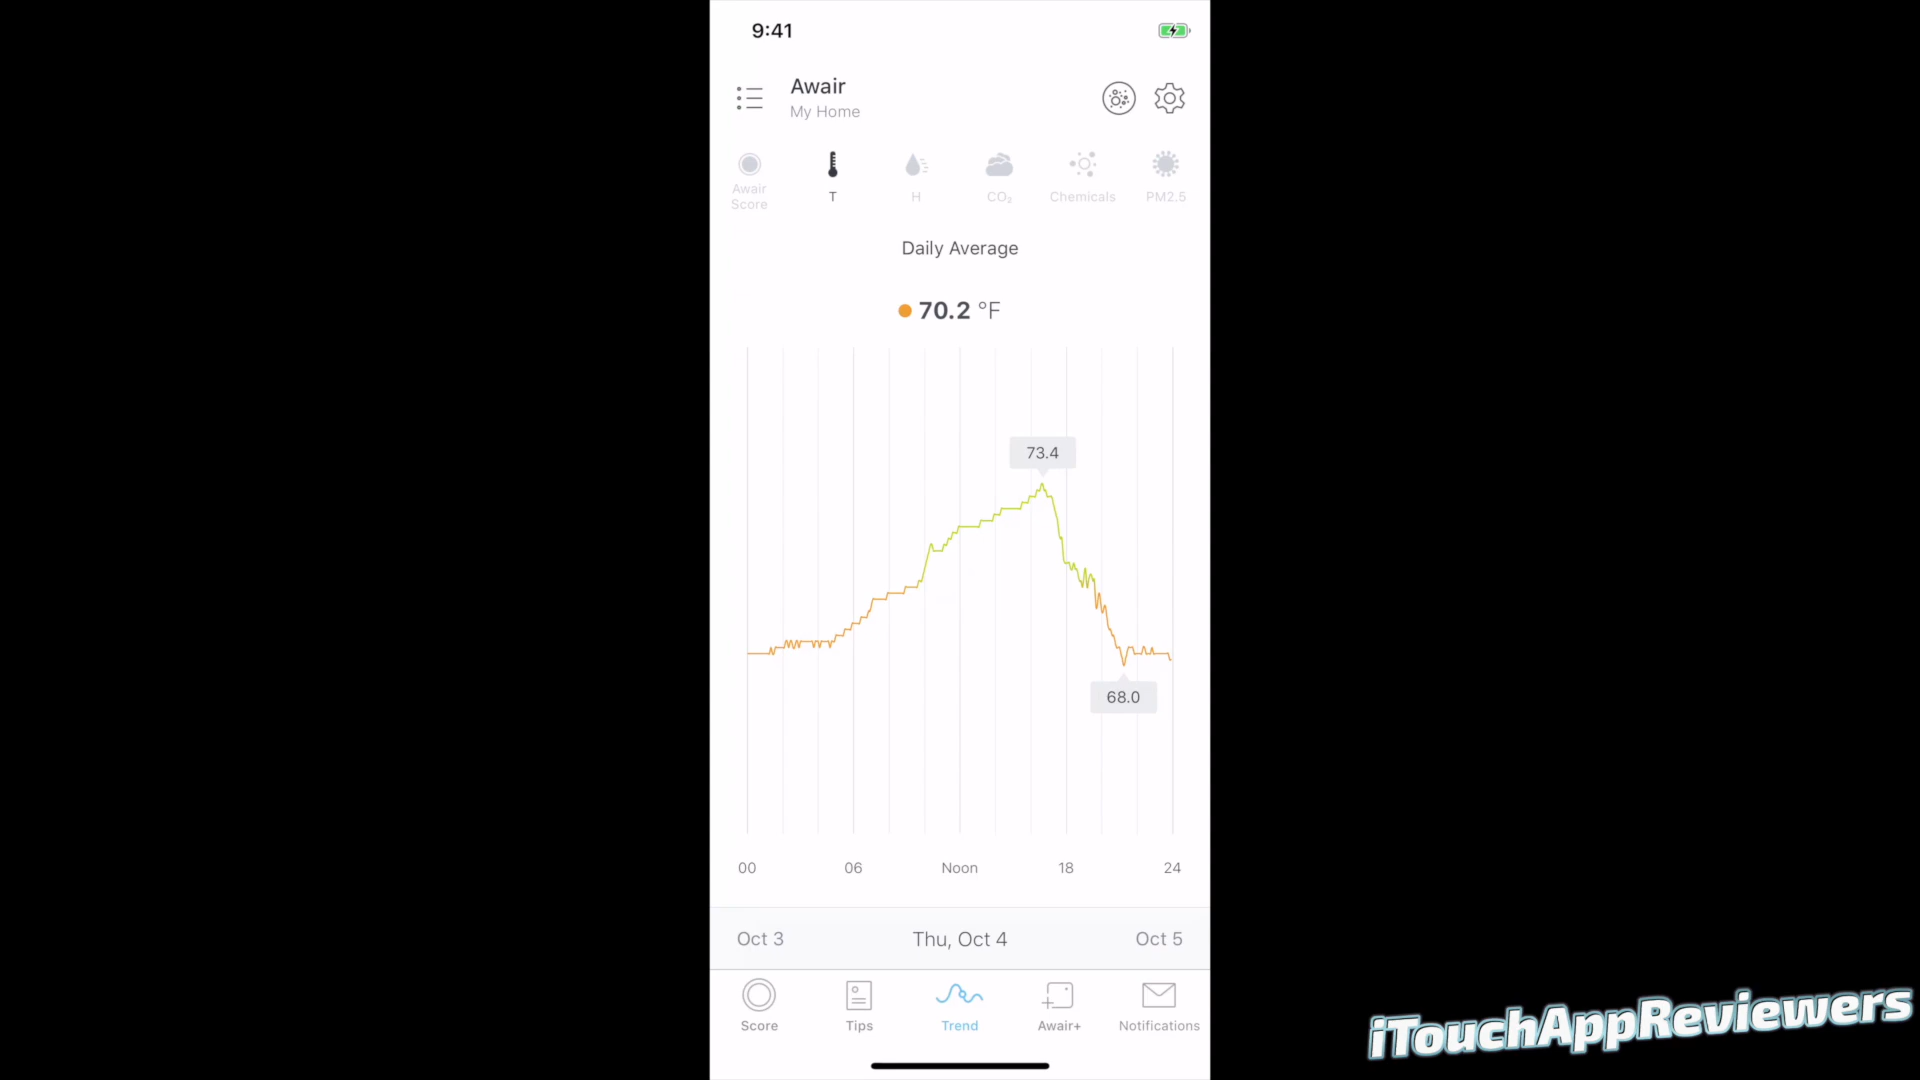 9:41
Awair
My Home
Awair
Score
T
H
CO₂
Chemicals
PM2.5
Daily Average
70.2 °F
73.4
68.0
00 06 Noon 18 24
Oct 3 Thu, Oct 4 Oct 5
Score Tips Trend Awair+ Notifications
iTouchAppReviewers